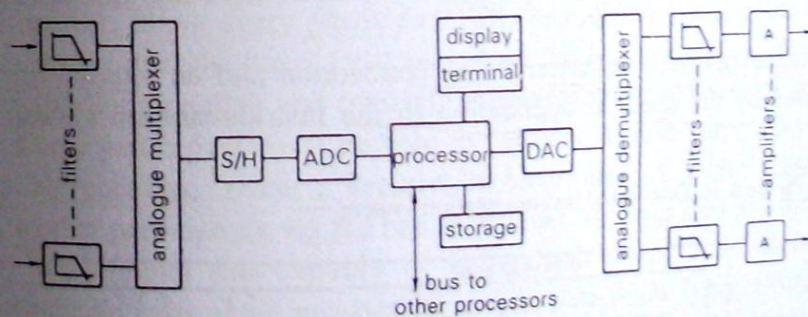 filters
analogue multiplexer
S/H
ADC
display
terminal
processor
storage
bus to
other processors
DAC
analogue demultiplexer
filters
A
amplifiers
A